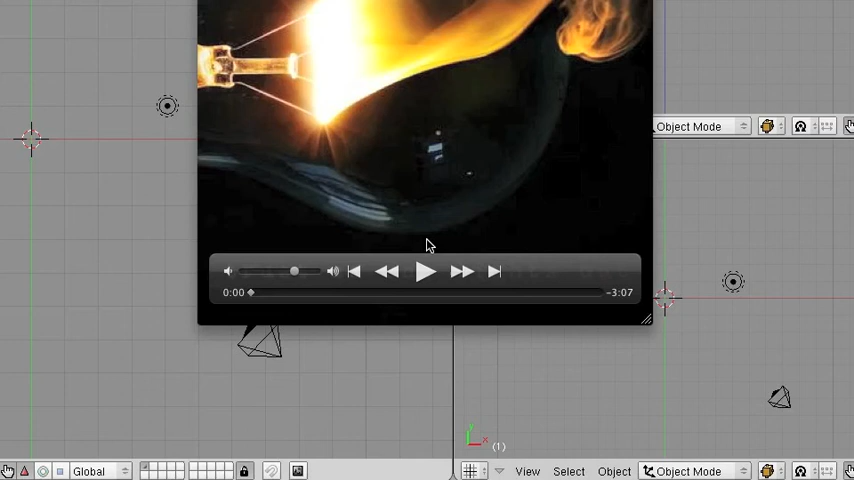 Object Mode
0:00 -3:07
y
x
(1)
Global
View Select Object Object Mode